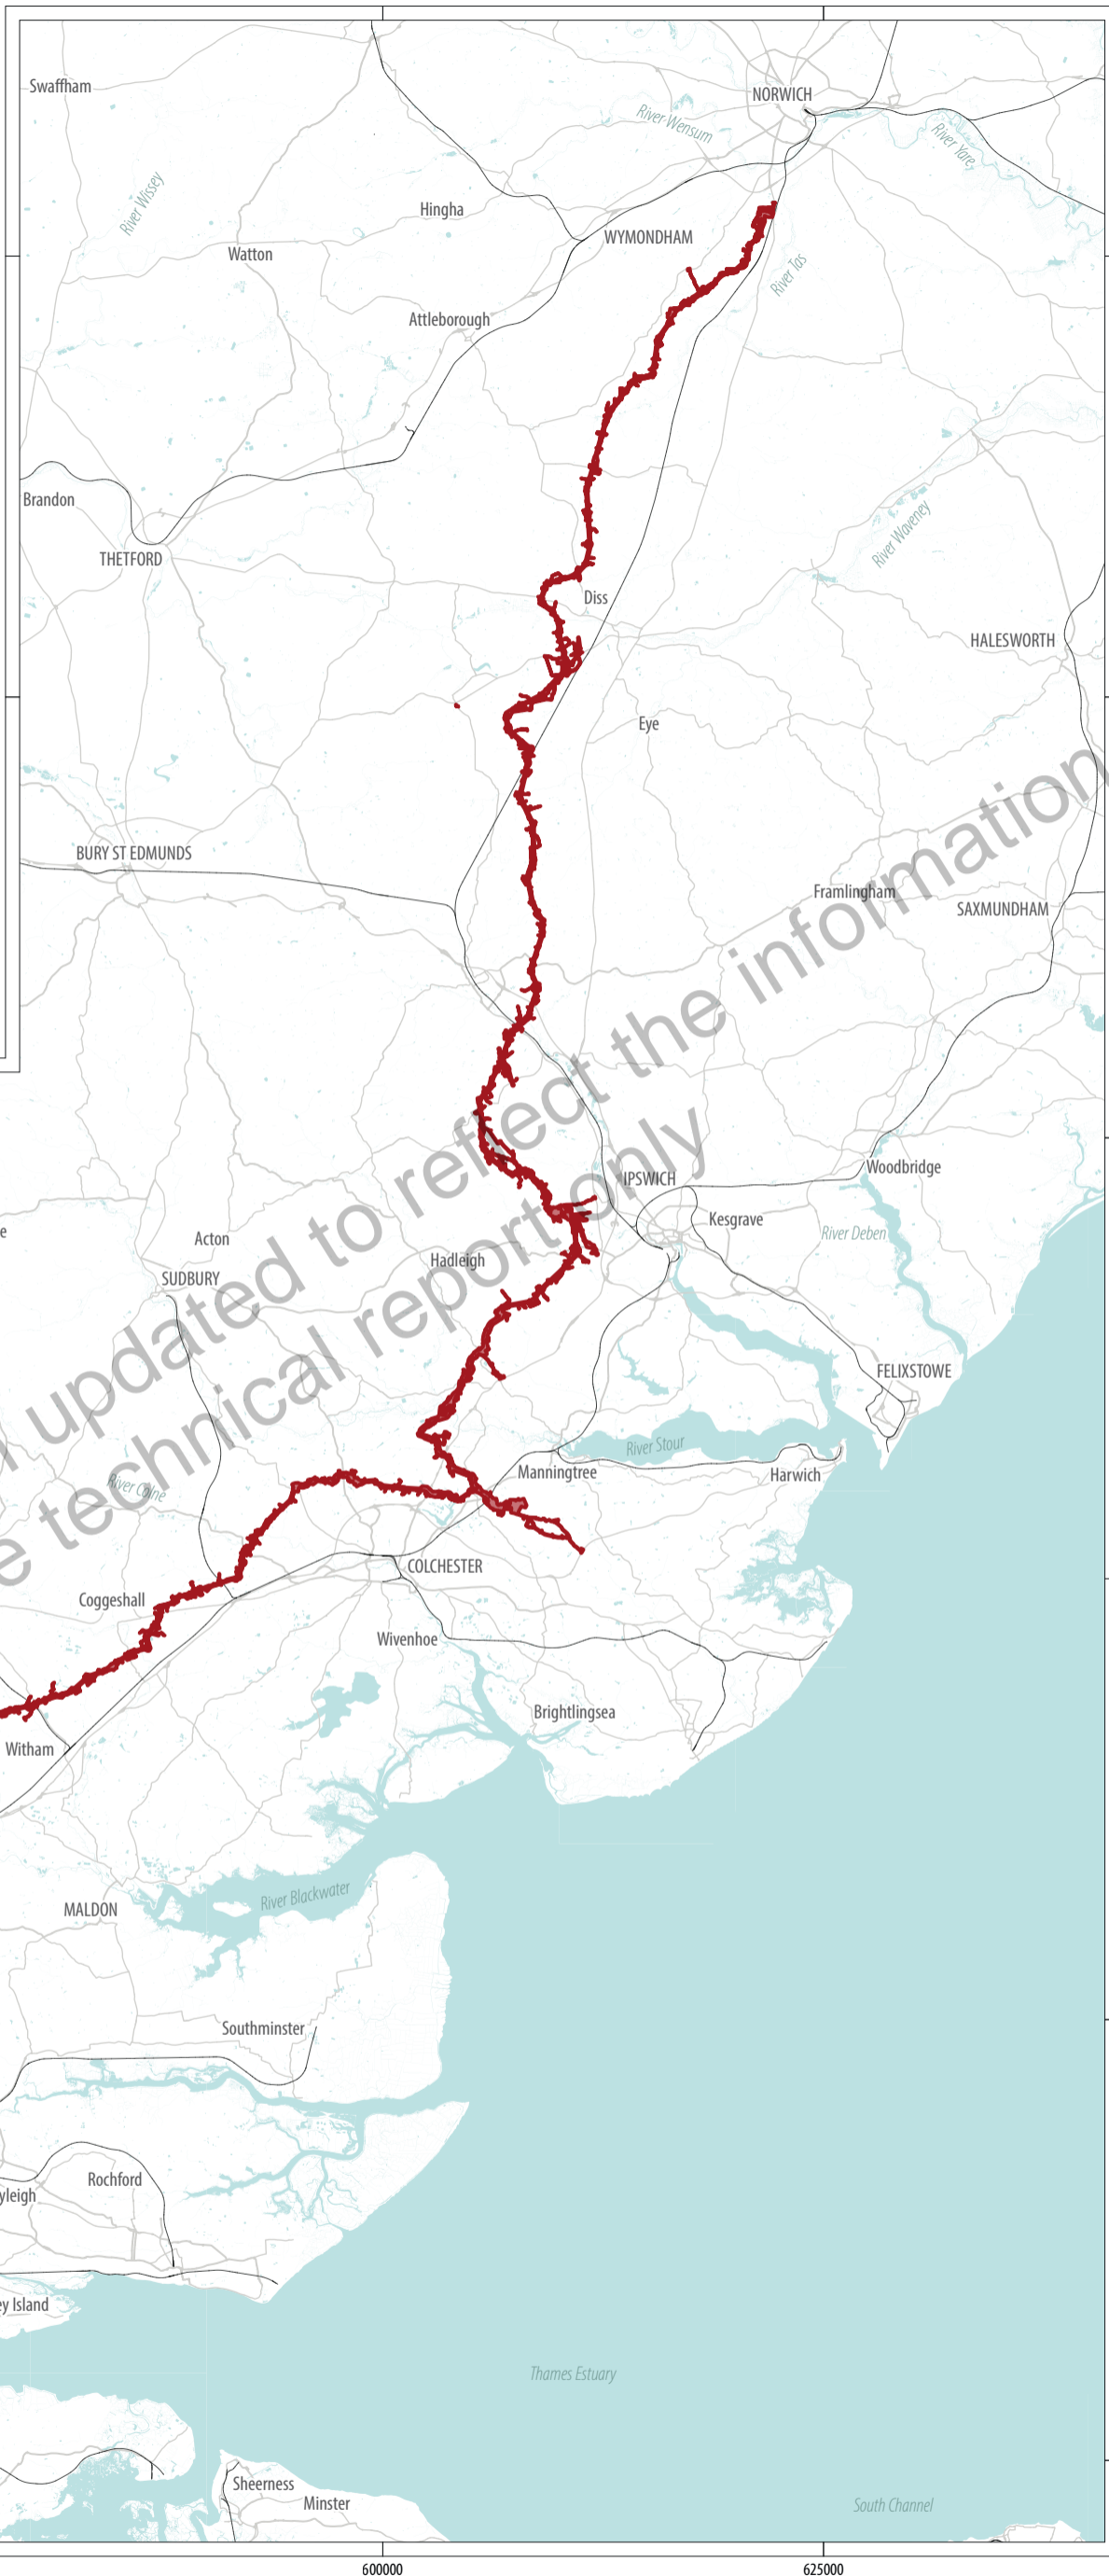 Swaffham
NORWICH
River Wensum
River Yare
River Wissey
Hingha
WYMONDHAM
Watton
River Tas
Attleborough
Brandon
River Waveney
THETFORD
Diss
HALESWORTH
Eye
BURY ST EDMUNDS
Framlingham
SAXMUNDHAM
updated to reflect the information
technical report only
Woodbridge
IPSWICH
Kesgrave
e
Acton
River Deben
Hadleigh
SUDBURY
FELIXSTOWE
River Stour
Manningtree
Harwich
River Colne
e
COLCHESTER
Coggeshall
Wivenhoe
Brightlingsea
Witham
River Blackwater
MALDON
Southminster
Rochford
yleigh
ey Island
Thames Estuary
Sheerness
Minster
South Channel
600000
625000